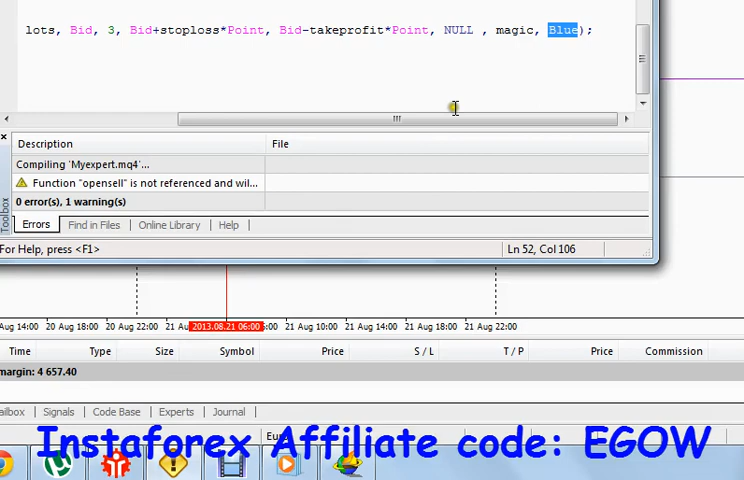 lots, Bid, 3, Bid+stoploss*Point, Bid-takeprofit*Point, NULL , magic, Blue);
Description File
Compiling 'Myexpert.mq4'...
Function "opensell" is not referenced and wil...
0 error(s), 1 warning(s)
Toolbox
Errors Find in Files Online Library Help
For Help, press <F1> Ln 52, Col 106
Aug 14:00 20 Aug 18:00 20 Aug 22:00 2013.08.21 06:00 6:00 21 Aug 10:00 21 Aug 14:00 21 Aug 18:00 21 Aug 22:00
Time Type Size Symbol Price S / L T / P Price Commission
margin: 4 657.40
ailbox Signals Code Base Experts Journal
Instaforex Affiliate code: EGOW